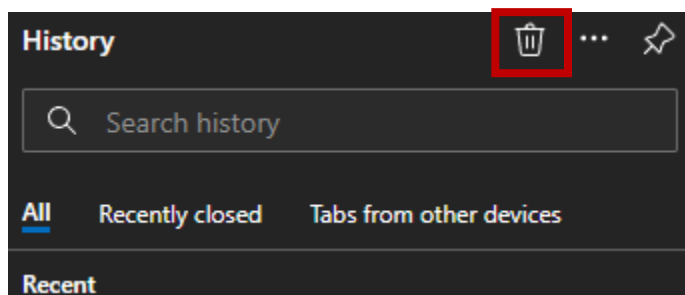 History
Search history
All Recently closed Tabs from other devices
Recent